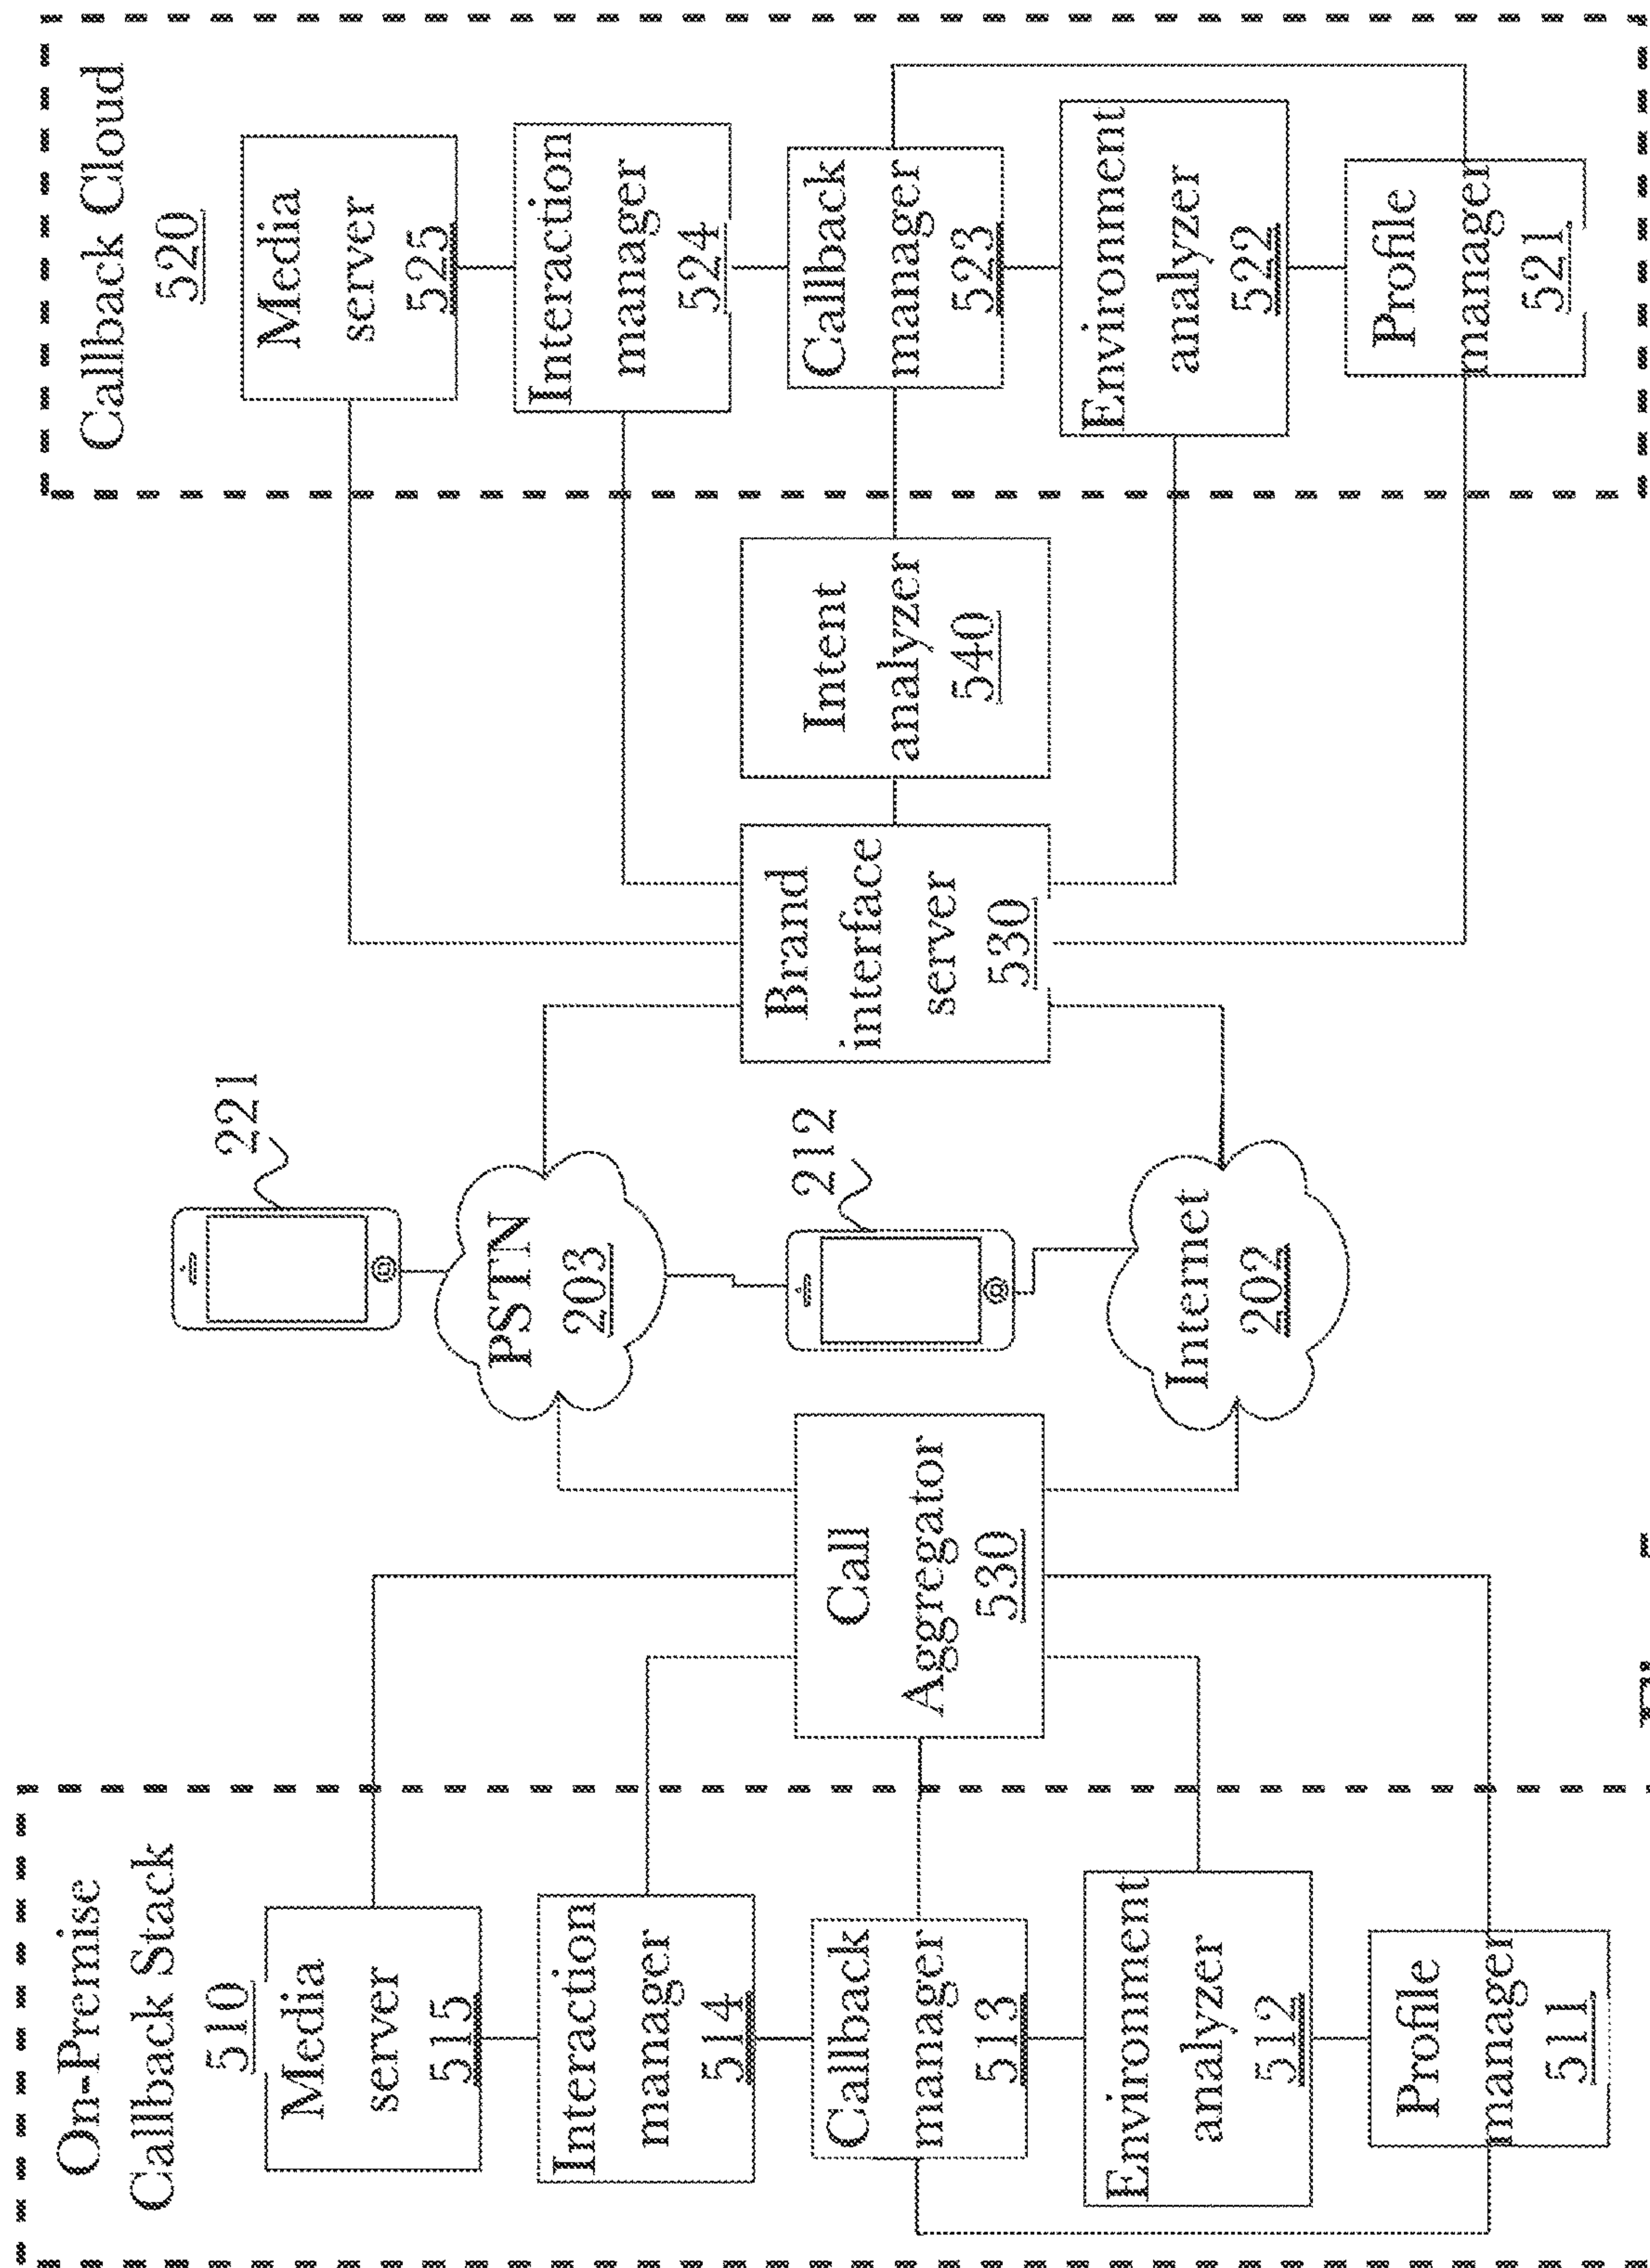 On-Premise
Callback Stack
510
Media
server
515
Interaction
manager
514
Callback
manager
513
Environment
analyzer
512
Profile
manager
511
Call
Aggregator
530
221
PSTN
203
212
Internet
202
Brand
interface
server
530
Intent
analyzer
540
Callback Cloud
520
Media
server
525
Interaction
manager
524
Callback
manager
523
Environment
analyzer
522
Profile
manager
521